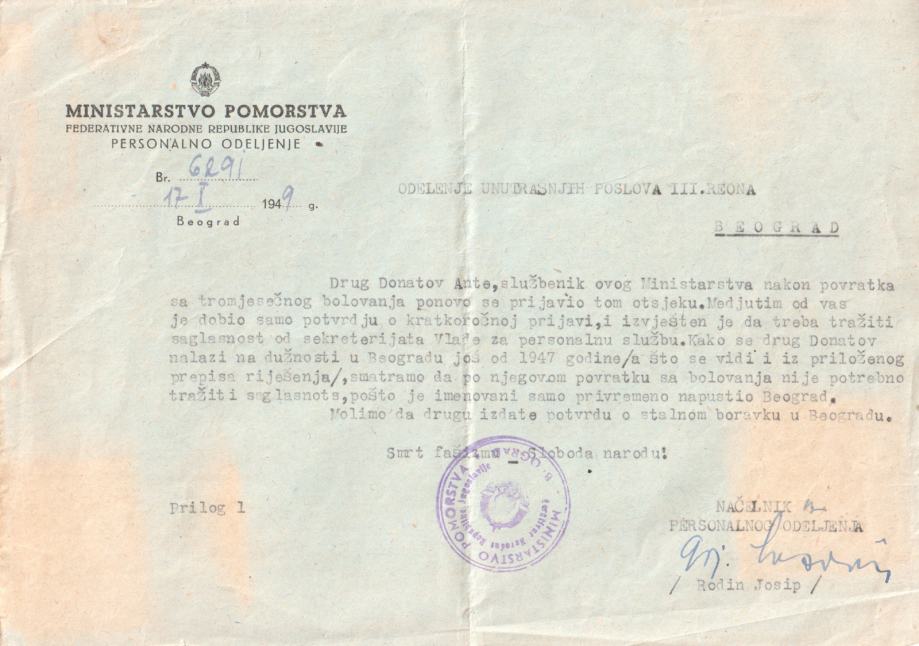 MINISTARSTVO POMORSTVA
FEDERATIVNE NARODNE REPUBLIKE JUGOSLAVIJE
PERSONALNO ODELJENJE
Br. 6291
17 I 1949 g.
Beograd
ODELENJE UNUTRASNJIH POSLOVA III.REONA
BEOGRAD
Drug Donatov Ante,službenik ovog Ministarstva nakon povratka
sa tromjesečnog bolovanja ponovo se prijavio tom otsjeku.Medjutim od vas
je dobio samo potvrdju o kratkoročnoj prijavi,i izvješten je da treba tražiti
saglasnost od sekreterijata Vlade za personalnu službu.Kako se drug Donatov
nalazi na dužnosti u Beogradu još od 1947 godine/a što se vidi i iz priloženog
prepisa riješenja/,smatramo da po njegovom povratku sa bolovanja nije potrebno
tražiti saglasnots,pošto je imenovani samo privremeno napustio Beograd.
Molimo da drugu izdate potvrdu o stalnom boravku u Beogradu.
Smrt fašizmu _ Sloboda narodu!
MINISTARSTVO POMORSTVA
Prilog 1
NAČELNIK
PERSONALNOG ODELJENJA
/ Rodin Josip /